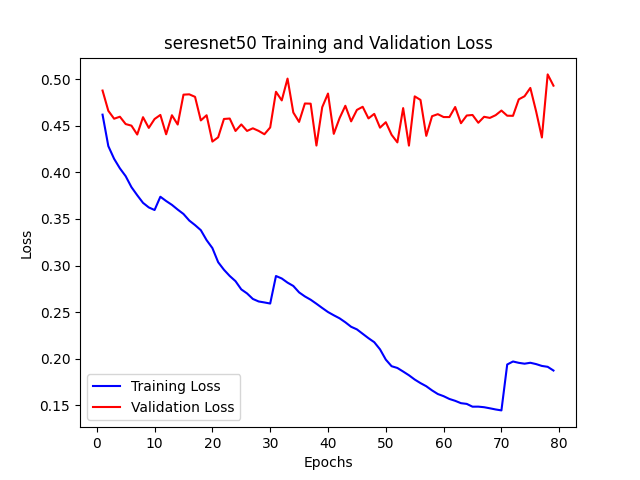 seresnet50 Training and Validation Loss
0.50
0.45
0.40
0.35
0.30
0.25
0.20
0.15
Loss
Training Loss
Validation Loss
0 10 20 30 40 50 60 70 80
Epochs